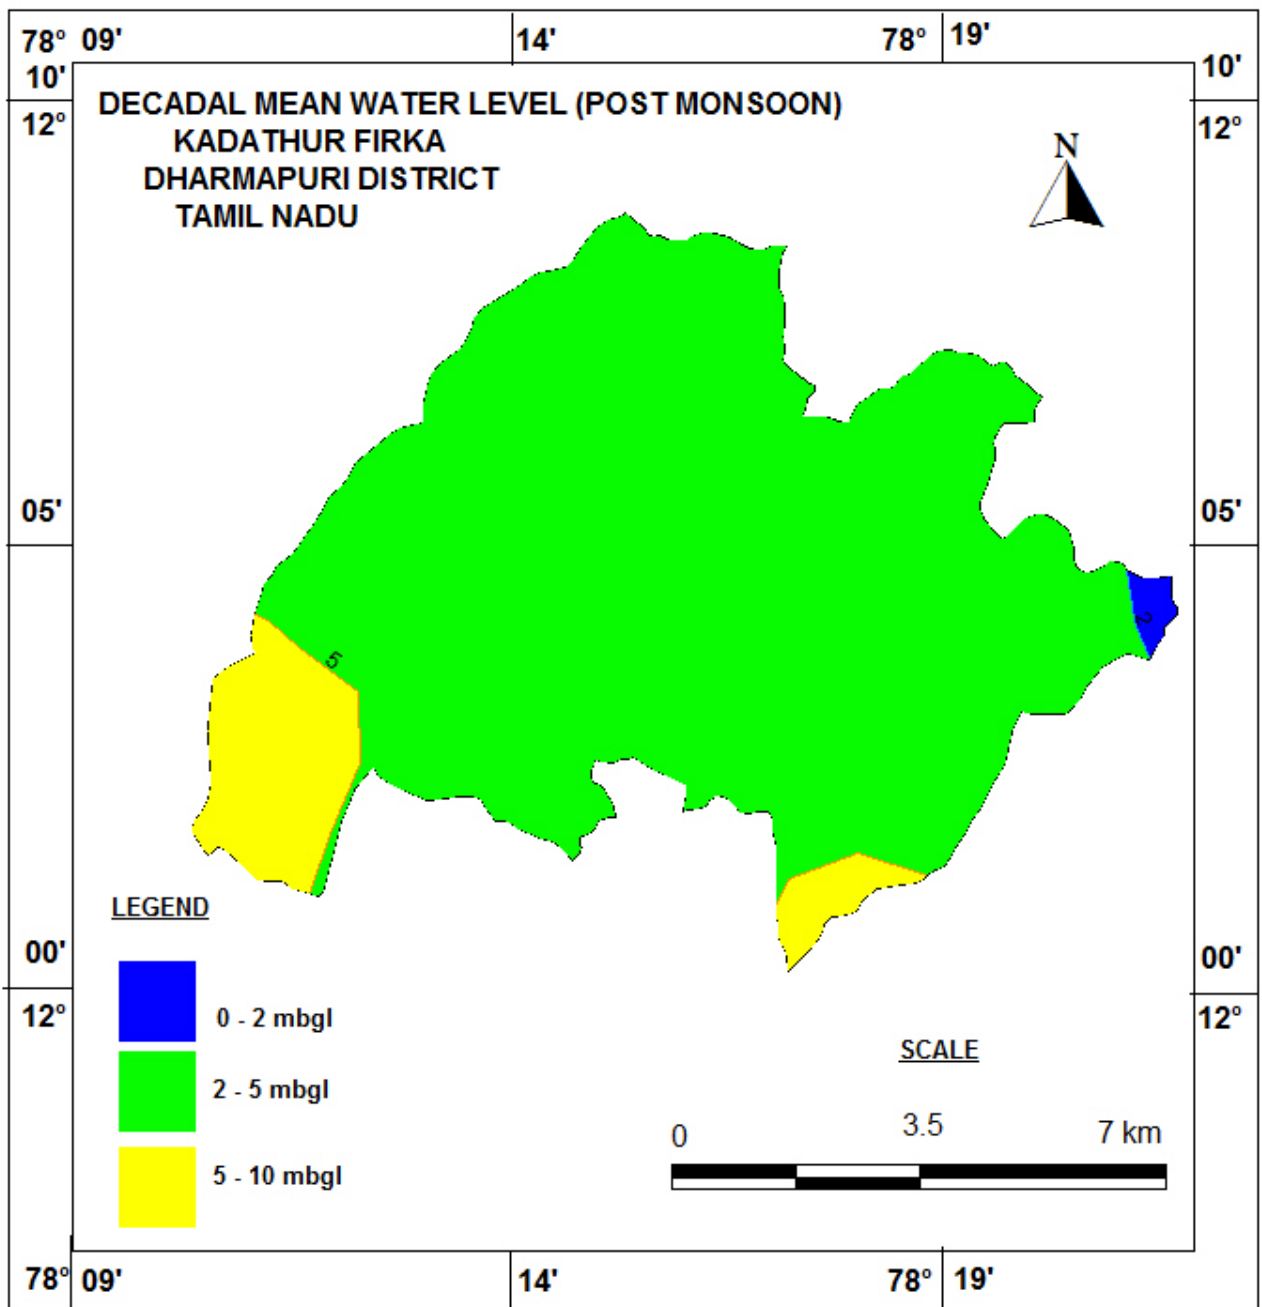 78° 09' 14' 78° 19'
10' 10'
12° 12°
DECADAL MEAN WATER LEVEL (POST MONSOON)
KADATHUR FIRKA
DHARMAPURI DISTRICT
TAMIL NADU
N
05' 05'
2
5
LEGEND
00' 00'
12° 12°
0 - 2 mbgl
2 - 5 mbgl
5 - 10 mbgl
SCALE
0 3.5 7 km
78° 09' 14' 78° 19'